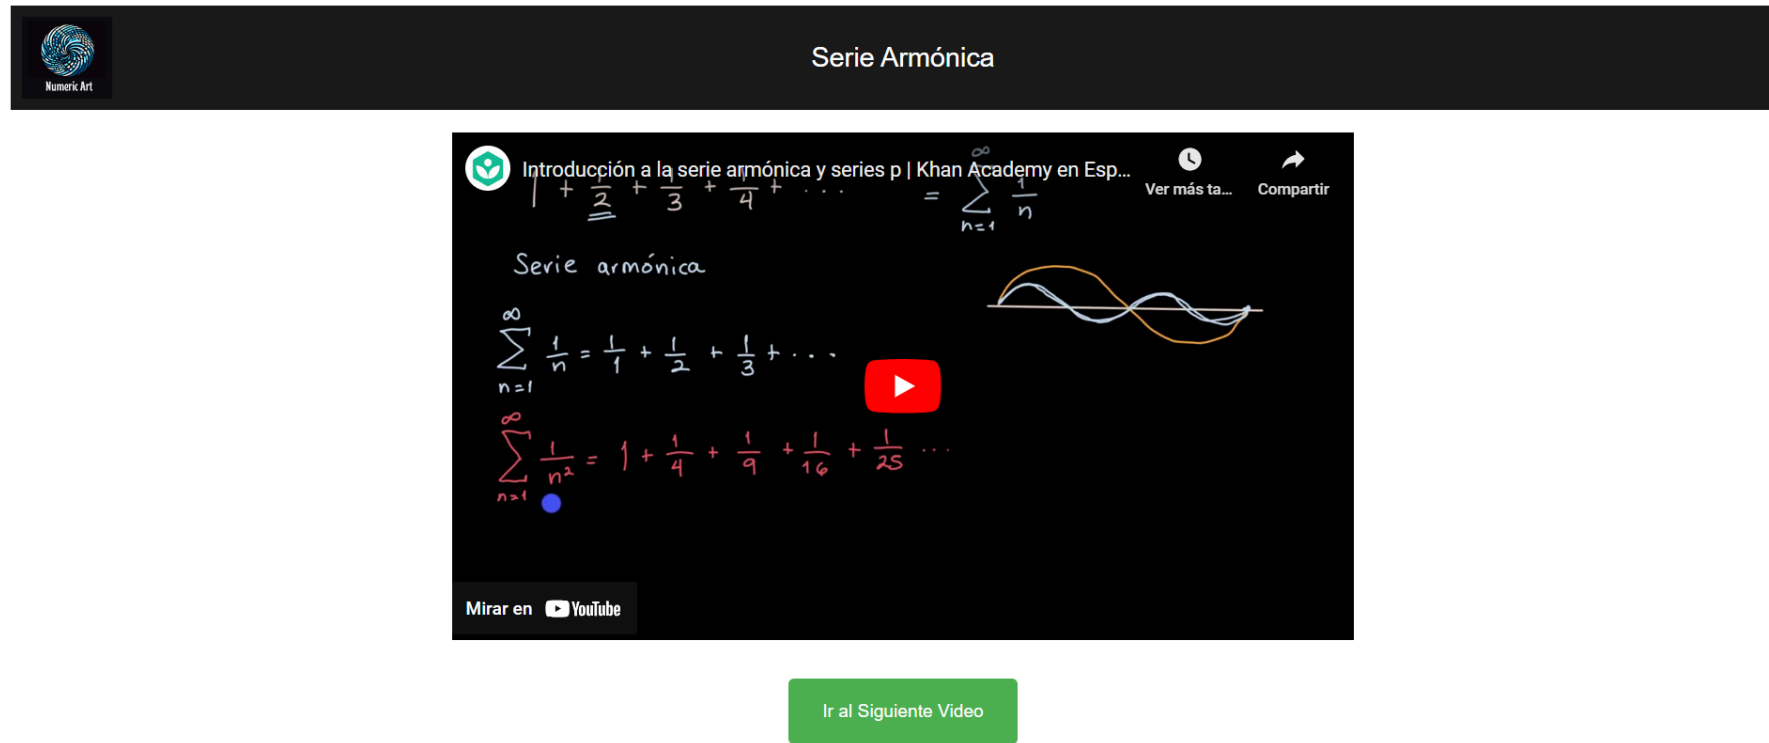 Numeric Art
Serie Armónica
Introducción a la serie armónica y series p | Khan Academy en Esp...
Ver más ta...
Compartir
1 + 1/2 + 1/3 + 1/4 + ... = ∞ Σ n=1 1/n
Serie armónica
∞ Σ n=1 1/n = 1/1 + 1/2 + 1/3 + ...
∞ Σ n=1 1/n² = 1 + 1/4 + 1/9 + 1/16 + 1/25 ...
Mirar en YouTube
Ir al Siguiente Video